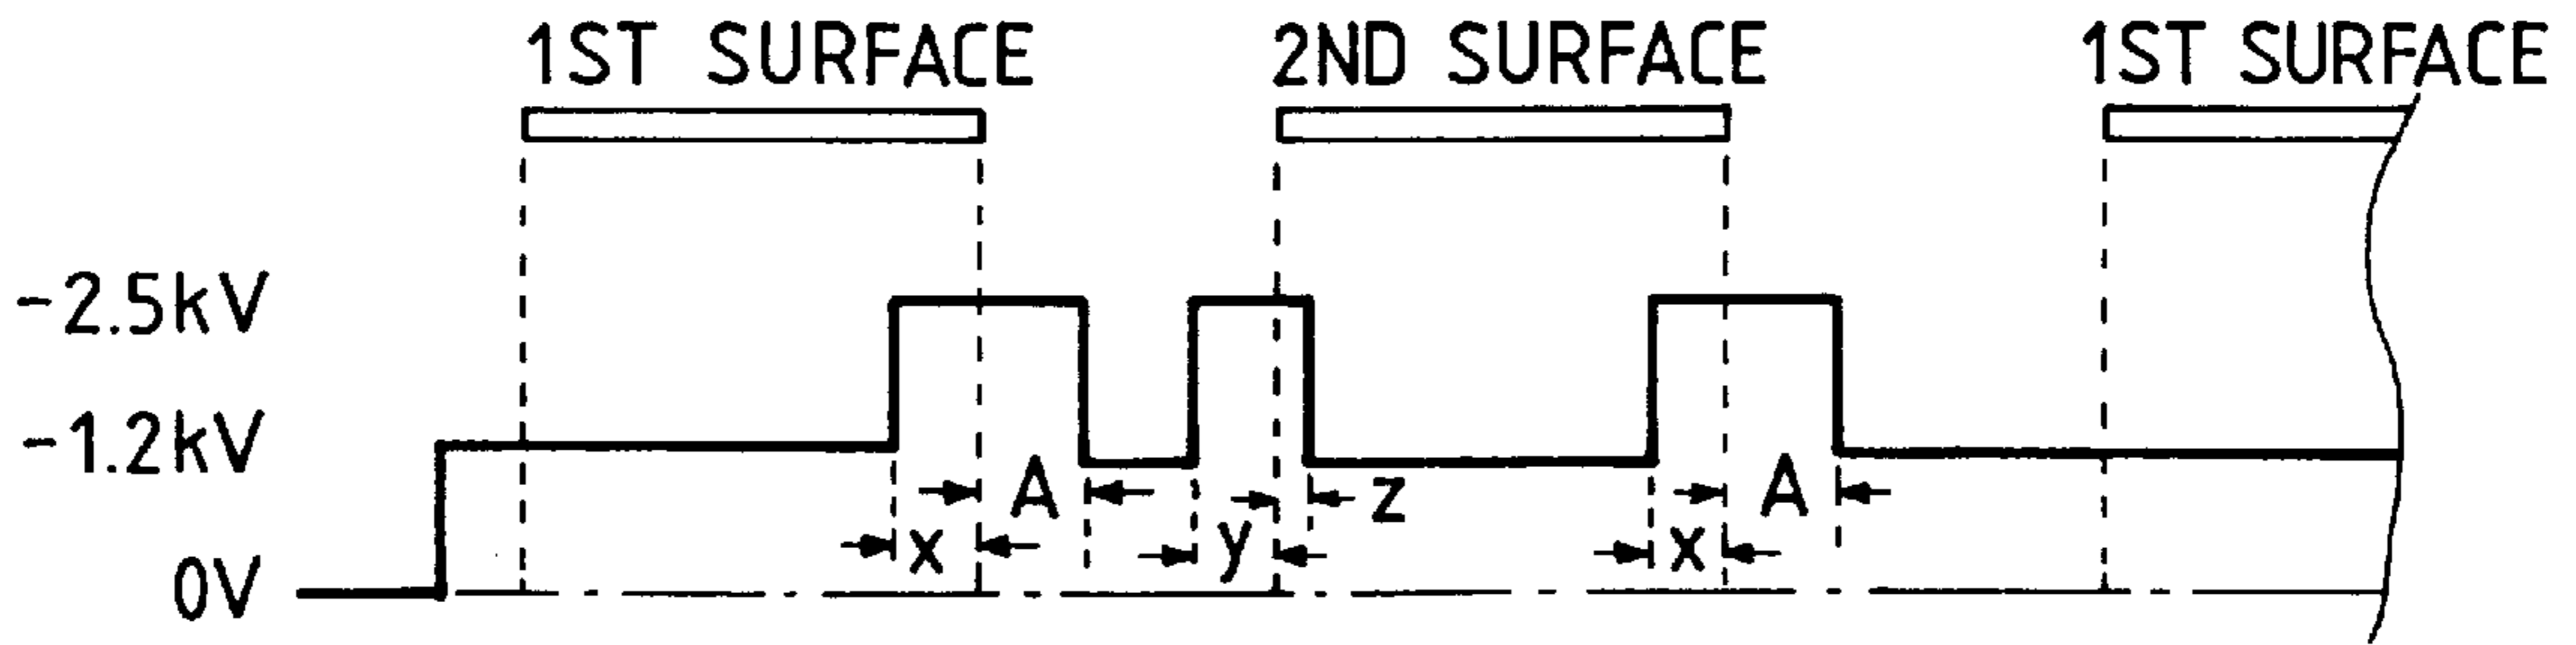 1ST SURFACE 2ND SURFACE 1ST SURFACE
-2.5kV
-1.2kV
A z A
x y x
0V